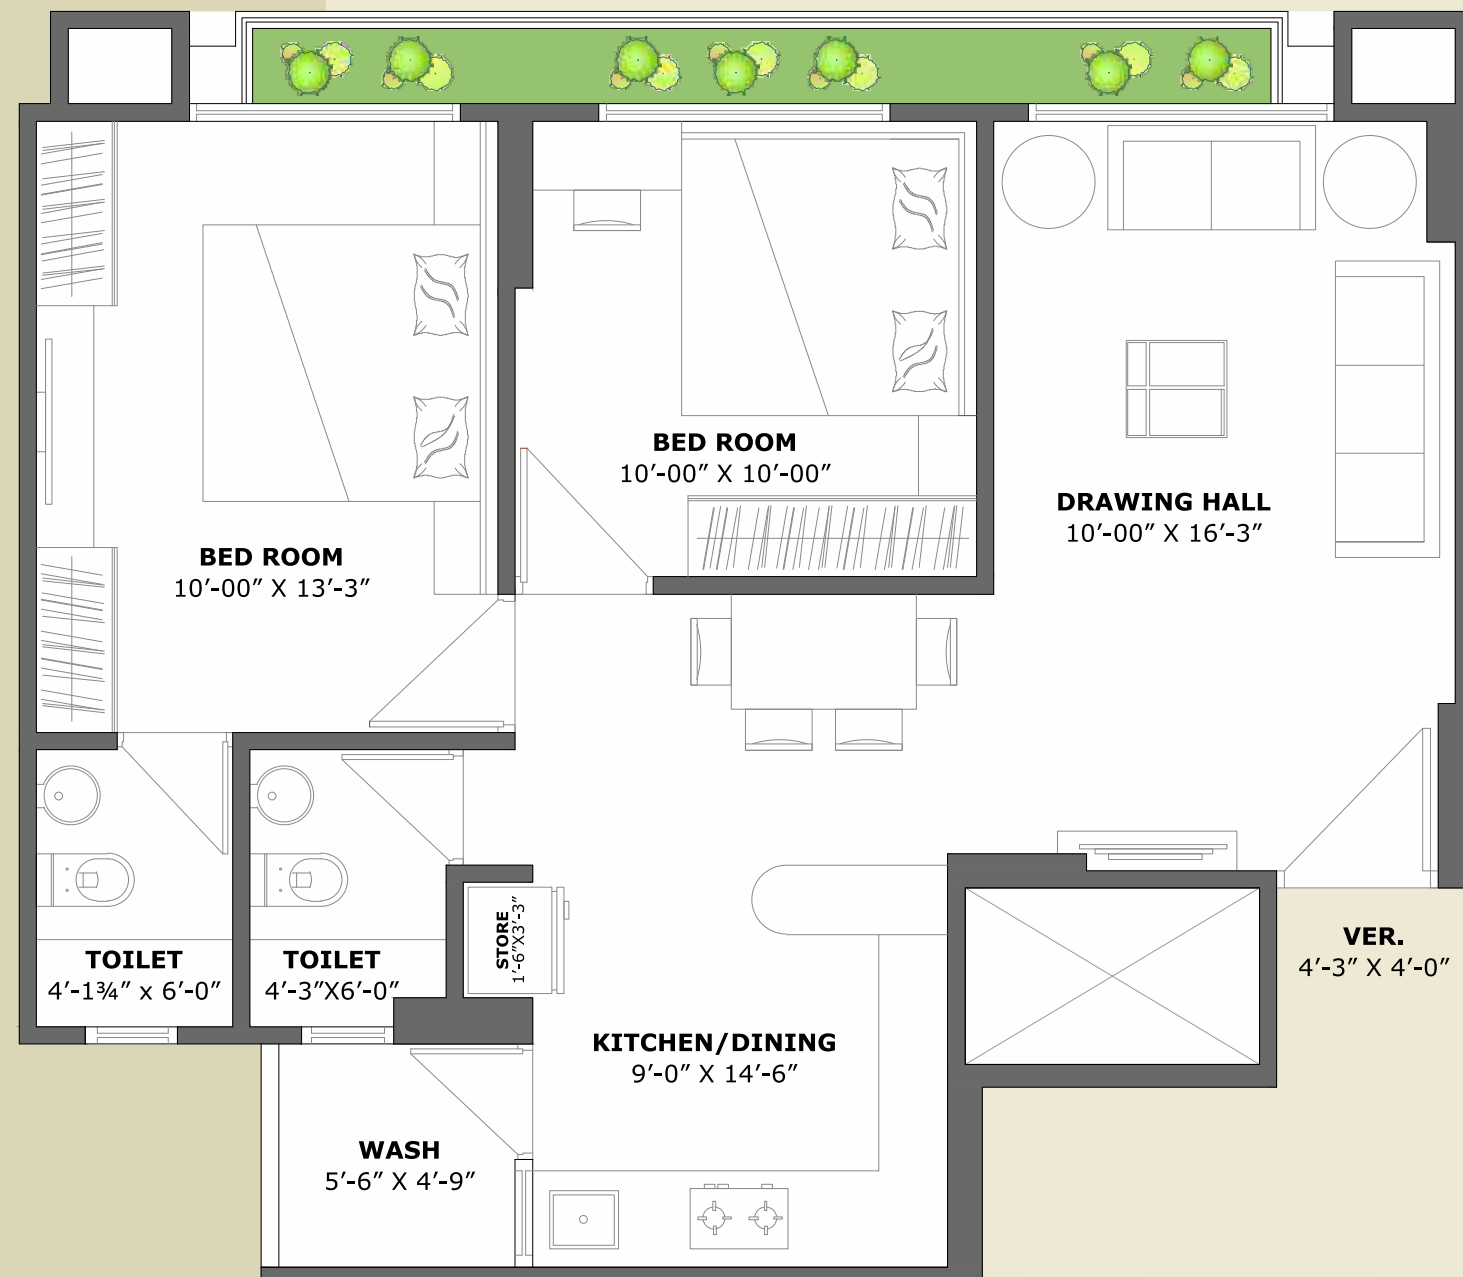 BED ROOM
10′-00″ X 10′-00″
DRAWING HALL
10′-00″ X 16′-3″
BED ROOM
10′-00″ X 13′-3″
TOILET
4′-1¾″ x 6′-0″
TOILET
4′-3″X6′-0″
STORE
1′-6″X3′-3″
VER.
4′-3″ X 4′-0″
KITCHEN/DINING
9′-0″ X 14′-6″
WASH
5′-6″ X 4′-9″